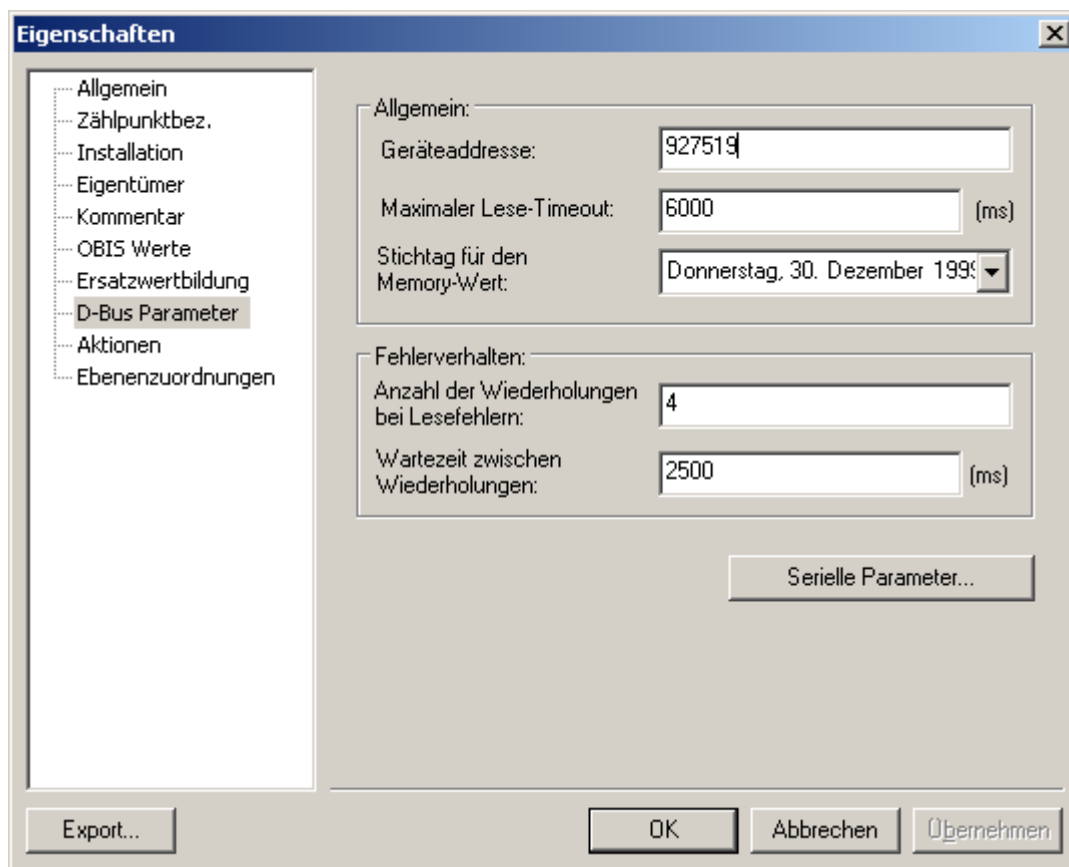 Eigenschaften
Allgemein
Zählpunktbez.
Installation
Eigentümer
Kommentar
OBIS Werte
Ersatzwertbildung
D-Bus Parameter
Aktionen
Ebenenzuordnungen
Allgemein:
Geräteaddresse:
927519
Maximaler Lese-Timeout:
6000
(ms)
Stichtag für den
Memory-Wert:
Donnerstag, 30. Dezember 1999
Fehlerverhalten:
Anzahl der Wiederholungen
bei Lesefehlern:
4
Wartezeit zwischen
Wiederholungen:
2500
(ms)
Serielle Parameter...
Export...
OK
Abbrechen
Übernehmen